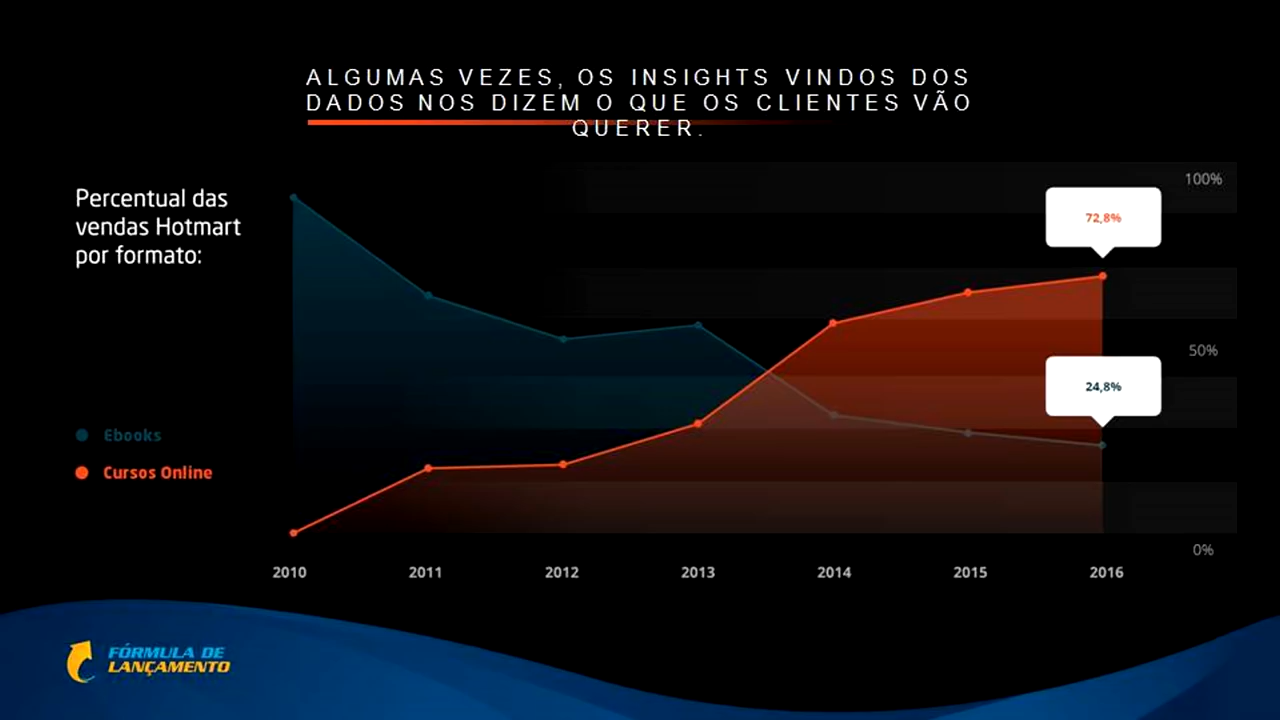 ALGUMAS VEZES, OS INSIGHTS VINDOS DOS
DADOS NOS DIZEM O QUE OS CLIENTES VÃO
QUERER.
Percentual das
vendas Hotmart
por formato:
100%
72,8%
50%
24,8%
Ebooks
Cursos Online
0%
2010 2011 2012 2013 2014 2015 2016
FÓRMULA DE
LANÇAMENTO